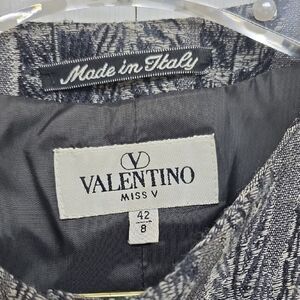 Made in Italy
V
VALENTINO
MISS V
42
8